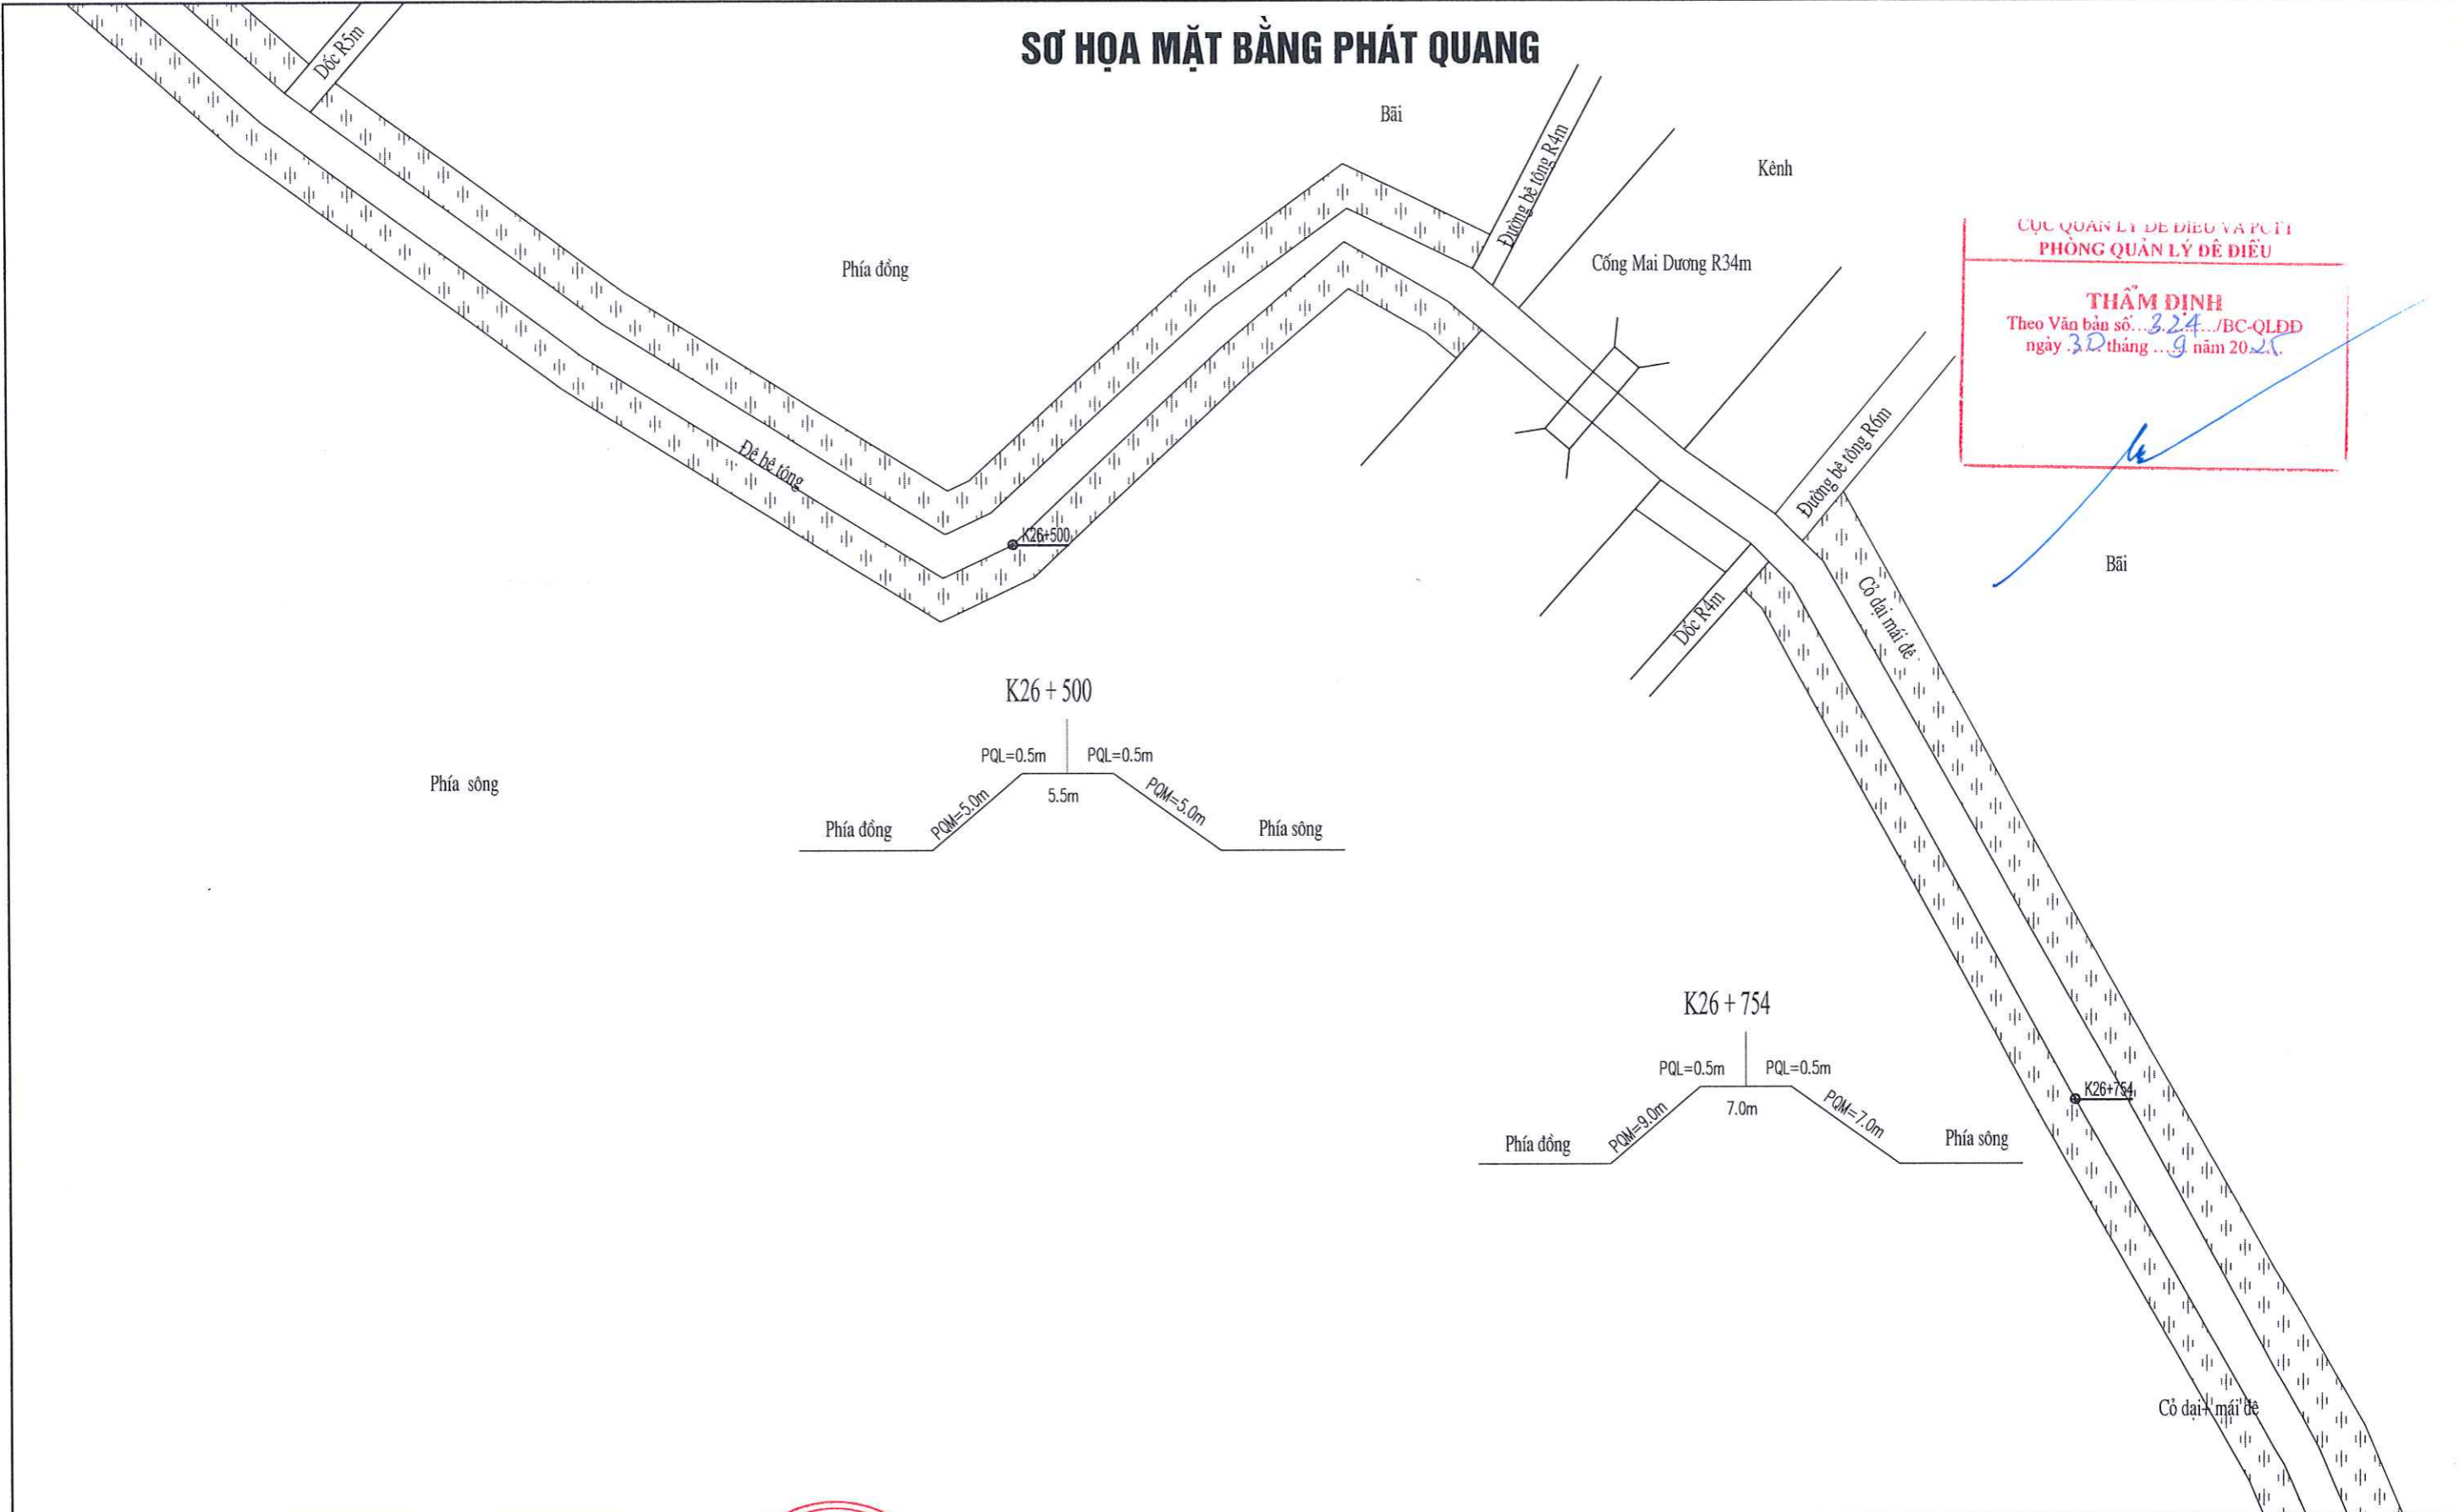 SƠ HỌA MẶT BẰNG PHÁT QUANG
Dốc R5m
Bãi
Đường bê tông R4m
Kênh
Phía đồng
Cống Mai Dương R34m
CỤC QUẢN LÝ ĐÊ ĐIỀU VÀ PCTT
PHÒNG QUẢN LÝ ĐÊ ĐIỀU
THẨM ĐỊNH
Theo Văn bản số...324.../BC-QLĐĐ
ngày .30. tháng ...9. năm 2025.
Đê bê tông
Đường bê tông R6m
K26+500
Bãi
Cỏ dại mái đê
Dốc R4m
K26 + 500
PQL=0.5m PQL=0.5m
Phía sông
5.5m
PQM=5.0m PQM=5.0m
Phía đồng Phía sông
K26 + 754
PQL=0.5m PQL=0.5m
7.0m
K26+754
PQM=9.0m PQM=7.0m
Phía đồng Phía sông
Cỏ dại mái đê